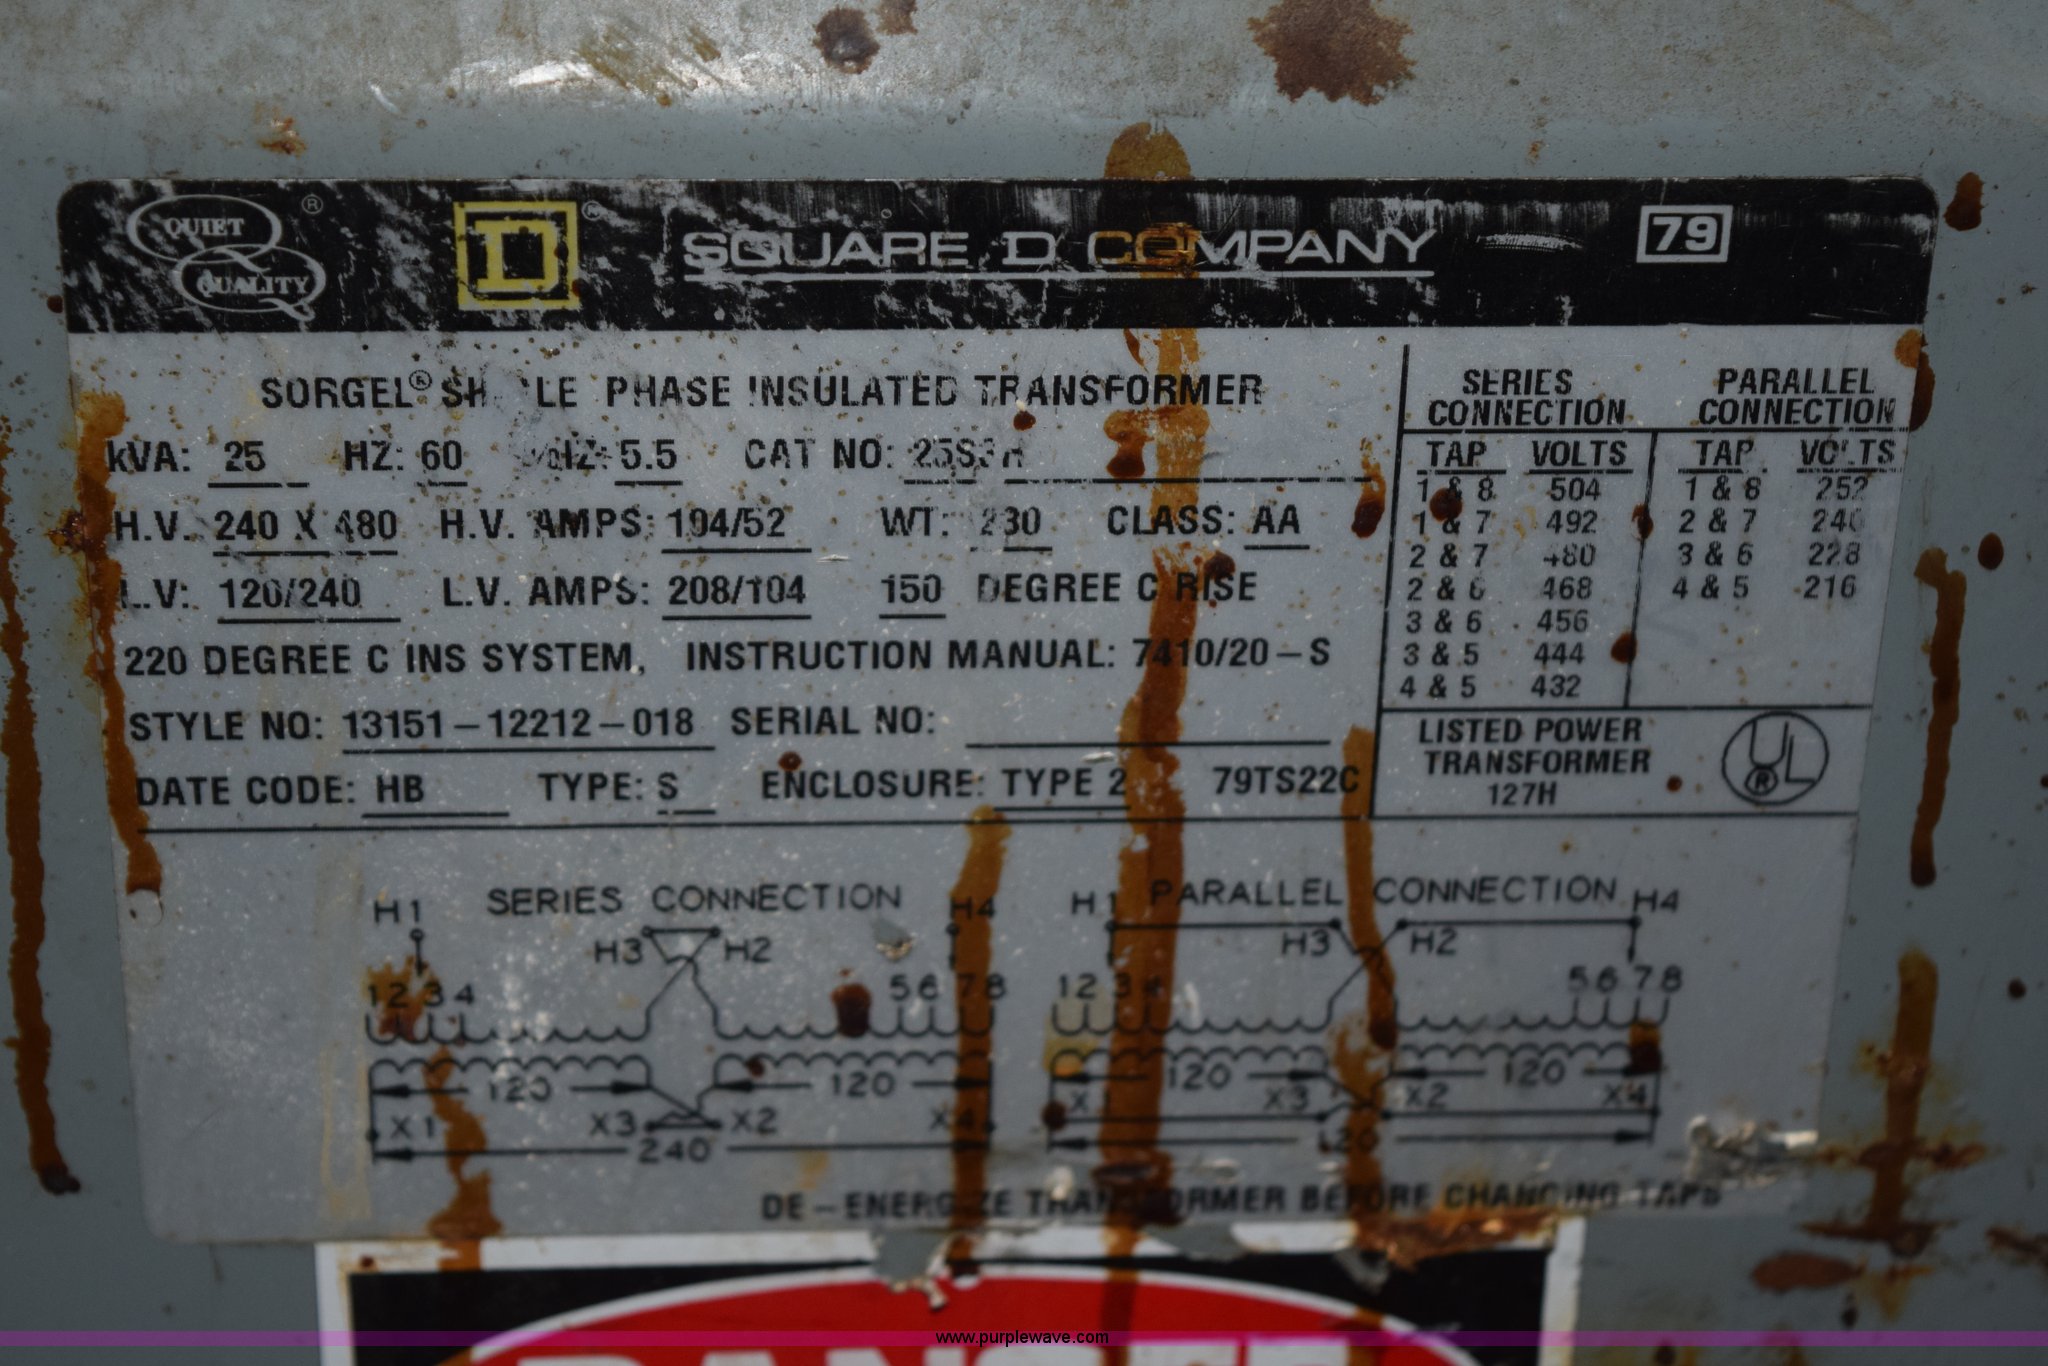 QUIET QUALITY ®
D ®
SQUARE D COMPANY
79
SORGEL® PHASE INSULATED TRANSFORMER
kVA: 25 HZ: 60 5.5 CAT NO:
H.V. 240 X 480 H.V. AMPS: 104/52 WT: 230 CLASS: AA
L.V: 120/240 L.V. AMPS: 208/104 150 DEGREE C RISE
220 DEGREE C INS SYSTEM, INSTRUCTION MANUAL: 7410/20-S
STYLE NO: 13151-12212-018 SERIAL NO:
DATE CODE: HB TYPE: S ENCLOSURE: TYPE 2 79TS22C
SERIES CONNECTION
TAP VOLTS
1 & 8 504
1 & 7 492
2 & 7 480
2 & 6 468
3 & 6 456
3 & 5 444
4 & 5 432
PARALLEL CONNECTION
TAP VOLTS
1 & 8 252
2 & 7 240
3 & 6 228
4 & 5 216
LISTED POWER
TRANSFORMER
127H
UL ®
SERIES CONNECTION
H1 H4
H3 H2
1 2 3 4 5 6 7 8
120 120
X1 X3 X2 X4
240
PARALLEL CONNECTION
H1 H4
H3 H2
1 2 3 4 5 6 7 8
120 120
X X3 X2 X4
120
DE-ENERGIZE TRANSFORMER BEFORE CHANGING TAPS
DANGER
www.purplewave.com